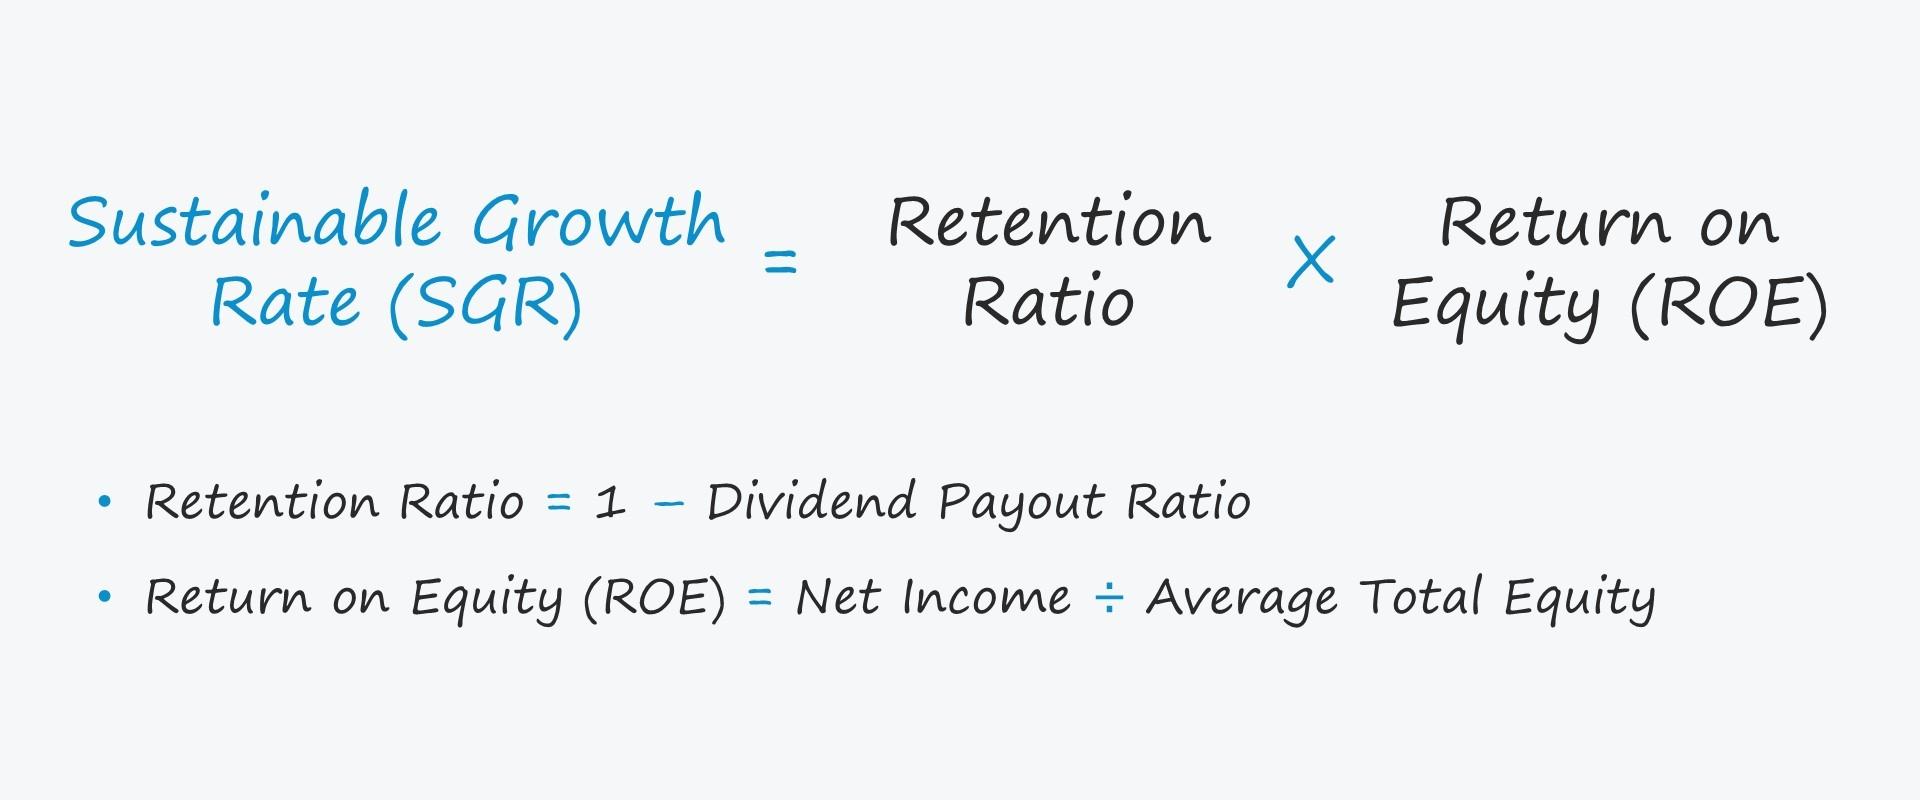 Sustainable Growth
Rate (SGR)
=
Retention
Ratio
×
Return on
Equity (ROE)
• Retention Ratio = 1 – Dividend Payout Ratio
• Return on Equity (ROE) = Net Income ÷ Average Total Equity